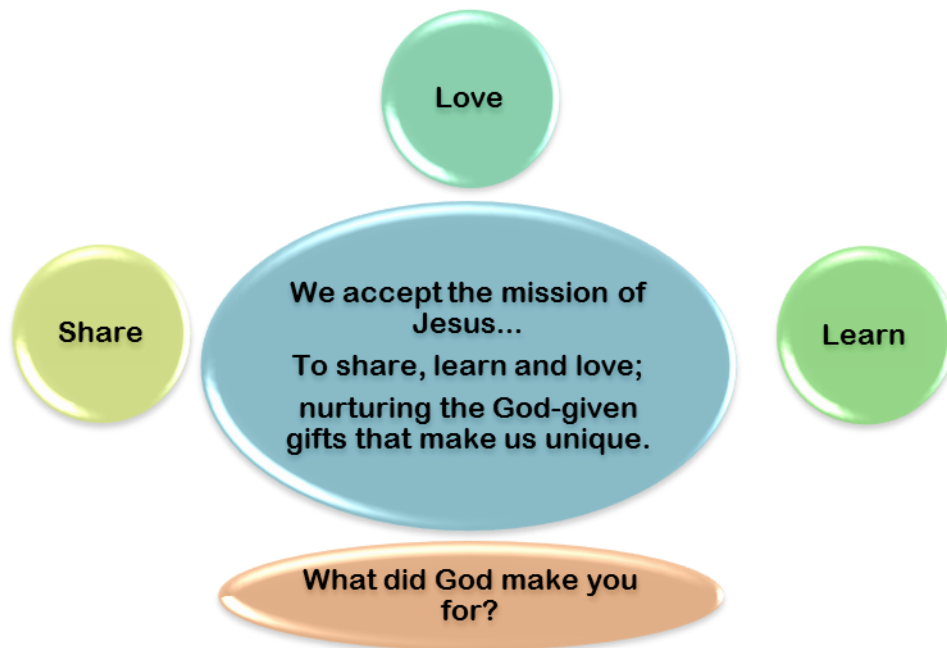 Love
Share
We accept the mission of
Jesus...
To share, learn and love;
nurturing the God-given
gifts that make us unique.
Learn
What did God make you
for?